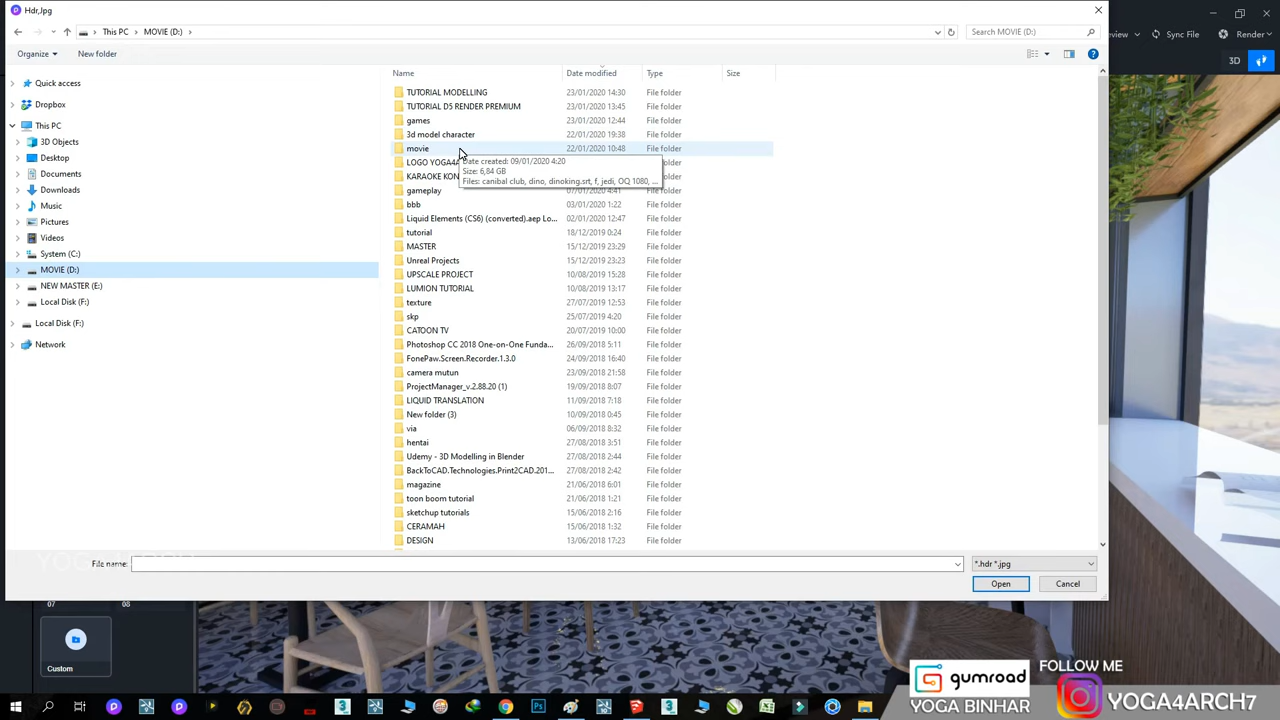 Hdr,Jpg
This PC MOVIE (D:) Search MOVIE (D:)
Organize New folder
Name Date modified Type Size
Quick access
Dropbox
This PC
3D Objects
Desktop
Documents
Downloads
Music
Pictures
Videos
System (C:)
MOVIE (D:)
NEW MASTER (E:)
Local Disk (F:)
Local Disk (F:)
Network
TUTORIAL MODELLING 23/01/2020 14:30 File folder
TUTORIAL D5 RENDER PREMIUM 23/01/2020 13:45 File folder
games 23/01/2020 12:44 File folder
3d model character 22/01/2020 19:38 File folder
movie 22/01/2020 10:48 File folder
LOGO YOGA4A
KARAOKE KON
Date created: 09/01/2020 4:20
Size: 6,84 GB
Files: canibal club, dino, dinoking.srt, f, jedi, OQ 1080, ...
gameplay File folder
bbb 03/01/2020 1:22 File folder
Liquid Elements (CS6) (converted).aep Lo... 02/01/2020 12:47 File folder
tutorial 18/12/2019 0:24 File folder
MASTER 15/12/2019 23:29 File folder
Unreal Projects 15/12/2019 23:23 File folder
UPSCALE PROJECT 10/08/2019 15:28 File folder
LUMION TUTORIAL 10/08/2019 13:17 File folder
texture 27/07/2019 12:53 File folder
skp 25/07/2019 4:20 File folder
CATOON TV 20/07/2019 10:00 File folder
Photoshop CC 2018 One-on-One Funda... 26/09/2018 5:11 File folder
FonePaw.Screen.Recorder.1.3.0 24/09/2018 16:40 File folder
camera mutun 23/09/2018 21:58 File folder
ProjectManager_v.2.88.20 (1) 19/09/2018 8:07 File folder
LIQUID TRANSLATION 11/09/2018 7:18 File folder
New folder (3) 10/09/2018 0:45 File folder
via 06/09/2018 8:32 File folder
hentai 27/08/2018 3:51 File folder
Udemy - 3D Modelling in Blender 27/08/2018 2:44 File folder
BackToCAD.Technologies.Print2CAD.201... 27/08/2018 2:42 File folder
magazine 21/06/2018 6:01 File folder
toon boom tutorial 21/06/2018 1:21 File folder
sketchup tutorials 15/06/2018 2:16 File folder
CERAMAH 15/06/2018 1:32 File folder
DESIGN 13/06/2018 17:23 File folder
File name: *.hdr *.jpg
Open Cancel
Sync File Render
3D
07 08
Custom
gumroad
YOGA BINHAR
FOLLOW ME
YOGA4ARCH7